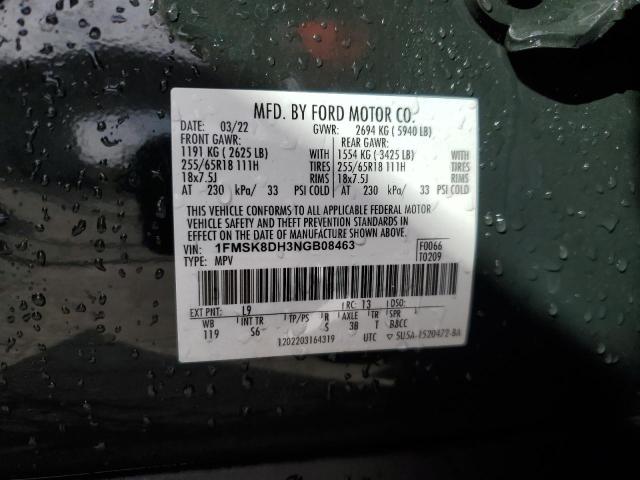 MFD. BY FORD MOTOR CO.
DATE: 03/22 GVWR: 2694 KG ( 5940 LB)
FRONT GAWR: REAR GAWR:
1191 KG ( 2625 LB) WITH 1554 KG ( 3425 LB) WITH
255/65R18 111H TIRES 255/65R18 111H TIRES
18x7.5J RIMS 18x7.5J RIMS
AT 230 kPa/ 33 PSI COLD AT 230 kPa/ 33 PSI COLD
THIS VEHICLE CONFORMS TO ALL APPLICABLE FEDERAL MOTOR
VEHICLE SAFETY AND THEFT PREVENTION STANDARDS IN
EFFECT ON THE DATE OF MANUFACTURE SHOWN ABOVE.
VIN: 1FMSK8DH3NGB08463 F0066
TYPE: MPV T0209
EXT PNT: L9 RC: 13 DSO:
WB INT TR TP/PS R AXLE TR SPR
119 S6 S 3B T B8CC
1202203164319 UTC 5U5A-1520472-BA